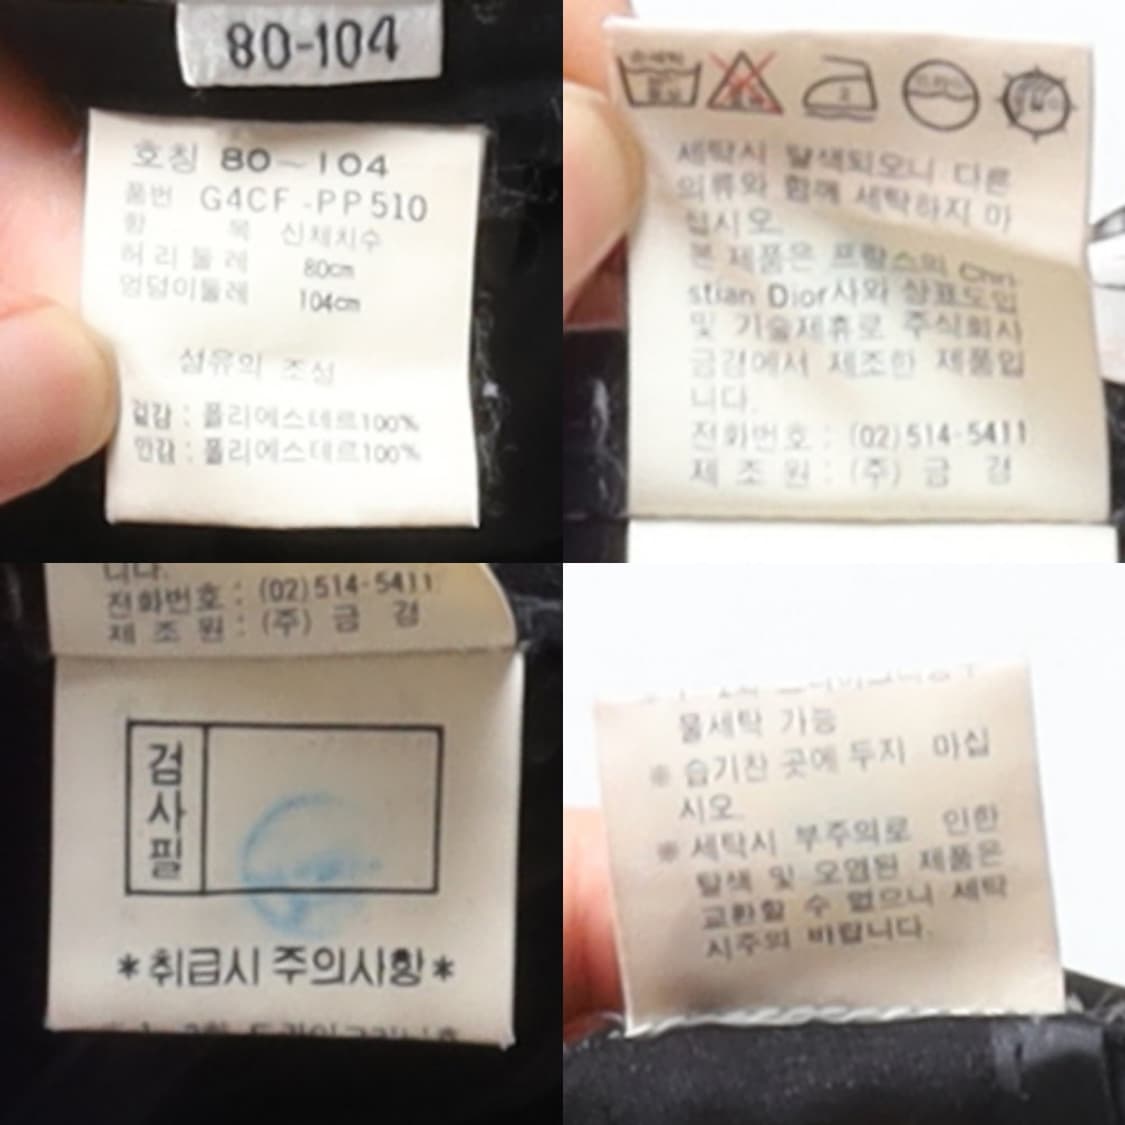 80-104
호칭 80~104
품번 G4CF-PP510
항 목 신체치수
허리둘레 80cm
엉덩이둘레 104cm
섬유의 조성
겉감 : 폴리에스테르100%
안감 : 폴리에스테르100%
손세탁 중성
세탁시 탈색되오니 다른
의류와 함께 세탁하지 마
십시오.
본 제품은 프랑스의 Chri
stian Dior사와 상표도입
및 기술제휴로 주식회사
금경에서 제조한 제품입
니다.
전화번호 : (02)514-5411
제 조 원 : (주) 금 경
니다.
전화번호 : (02)514-5411
제 조 원 : (주) 금 경
검사필
*취급시 주의사항*
물세탁 가능
※ 습기찬 곳에 두지 마십
시오.
※ 세탁시 부주의로 인한
탈색 및 오염된 제품은
교환할 수 없으니 세탁
시주의 바랍니다.